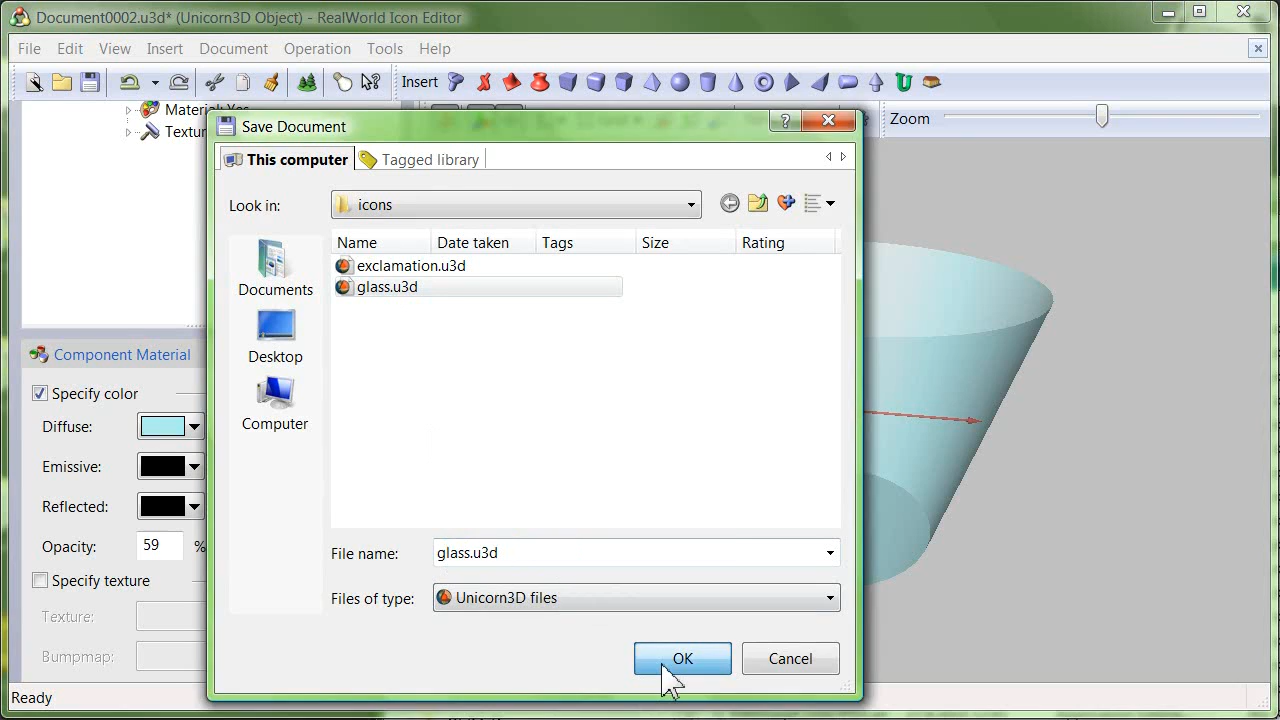 Document0002.u3d* (Unicorn3D Object) - RealWorld Icon Editor
File Edit View Insert Document Operation Tools Help
Insert
Zoom
Material: Yes
Textur
Save Document
?
This computer
Tagged library
Look in:
icons
Name Date taken Tags Size Rating
exclamation.u3d
glass.u3d
Documents
Desktop
Computer
File name:
glass.u3d
Files of type:
Unicorn3D files
OK
Cancel
Component Material
Specify color
Diffuse:
Emissive:
Reflected:
Opacity: 59 %
Specify texture
Texture:
Bumpmap:
Ready